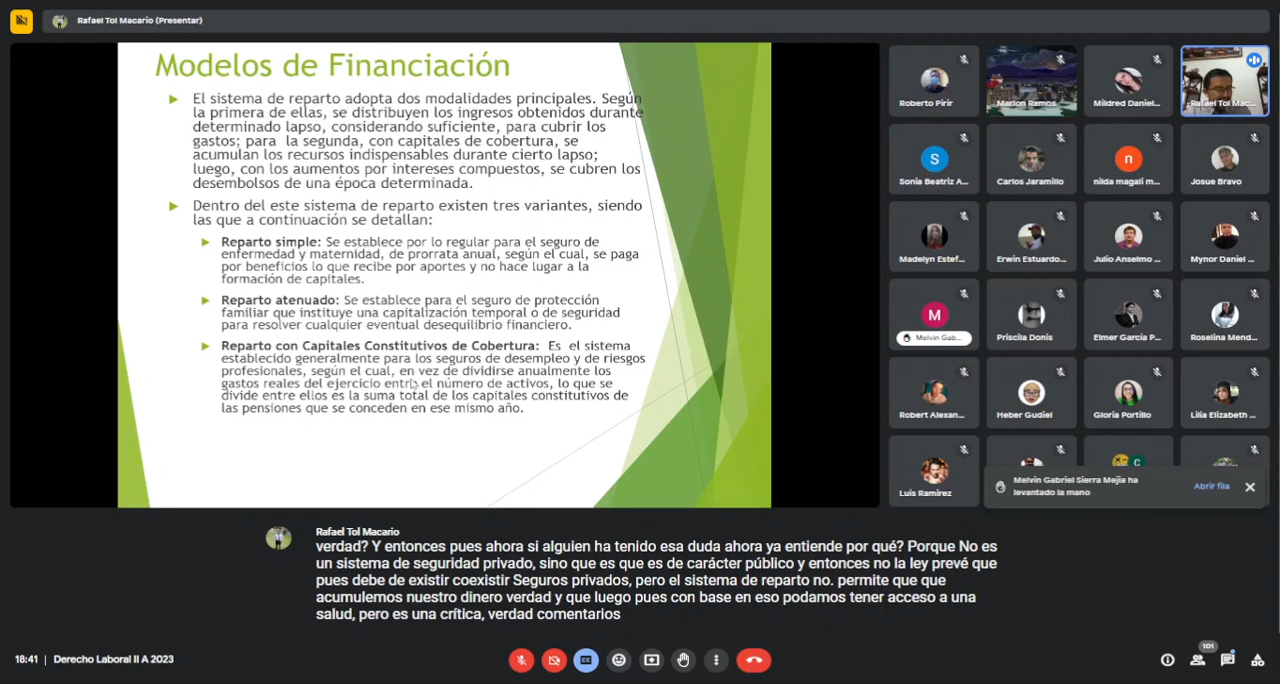 Rafael Tol Macario (Presentar)
Modelos de Financiación
El sistema de reparto adopta dos modalidades principales. Según
la primera de ellas, se distribuyen los ingresos obtenidos durante
determinado lapso, considerando suficiente, para cubrir los
gastos; para la segunda, con capitales de cobertura, se
acumulan los recursos indispensables durante cierto lapso;
luego, con los aumentos por intereses compuestos, se cubren los
desembolsos de una época determinada.
Dentro del este sistema de reparto existen tres variantes, siendo
las que a continuación se detallan:
Reparto simple: Se establece por lo regular para el seguro de
enfermedad y maternidad, de prorrata anual, según el cual, se paga
por beneficios lo que recibe por aportes y no hace lugar a la
formación de capitales.
Reparto atenuado: Se establece para el seguro de protección
familiar que instituye una capitalización temporal o de seguridad
para resolver cualquier eventual desequilibrio financiero.
Reparto con Capitales Constitutivos de Cobertura: Es el sistema
establecido generalmente para los seguros de desempleo y de riesgos
profesionales, según el cual, en vez de dividirse anualmente los
gastos reales del ejercicio entre el número de activos, lo que se
divide entre ellos es la suma total de los capitales constitutivos de
las pensiones que se conceden en ese mismo año.
Roberto Pirir
Marlon Ramos
Mildred Daniel...
Rafael Tol Mac...
S
Sonia Beatriz A...
Carlos Jaramillo
n
nilda magali m...
Josue Bravo
Madelyn Estef...
Erwin Estuardo...
Julio Anselmo ...
Mynor Daniel ...
M
Melvin Gab...
Priscila Donis
Elmer García P...
Roselina Mend...
Robert Alexan...
Heber Gudiel
Gloria Portillo
Lilia Elizabeth ...
Luis Ramirez
C
Melvin Gabriel Sierra Mejia ha
levantado la mano
Abrir fila
Rafael Tol Macario
verdad? Y entonces pues ahora si alguien ha tenido esa duda ahora ya entiende por qué? Porque No es
un sistema de seguridad privado, sino que es que es de carácter público y entonces no la ley prevé que
pues debe de existir coexistir Seguros privados, pero el sistema de reparto no. permite que que
acumulemos nuestro dinero verdad y que luego pues con base en eso podamos tener acceso a una
salud, pero es una crítica, verdad comentarios
18:41 | Derecho Laboral II A 2023
CC
101